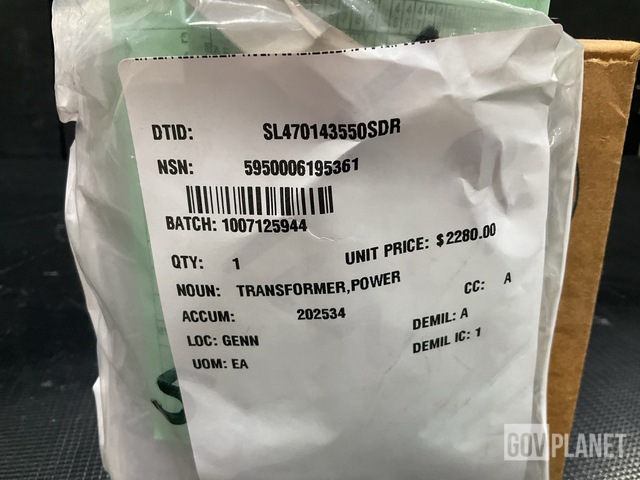 DTID: SL470143550SDR
NSN: 5950006195361
BATCH: 1007125944
QTY: 1 UNIT PRICE: $2280.00
NOUN: TRANSFORMER,POWER CC: A
ACCUM: 202534 DEMIL: A
LOC: GENN DEMIL IC: 1
UOM: EA
GOVPLANET